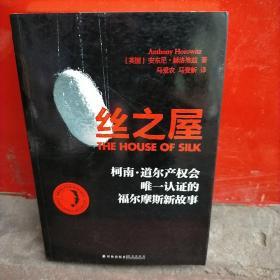 Anthony Horowitz
[英国] 安东尼·赫洛维兹 著
马爱农 马爱新 译
丝之屋
THE HOUSE OF SILK
柯南·道尔产权会
唯一认证的
福尔摩斯新故事